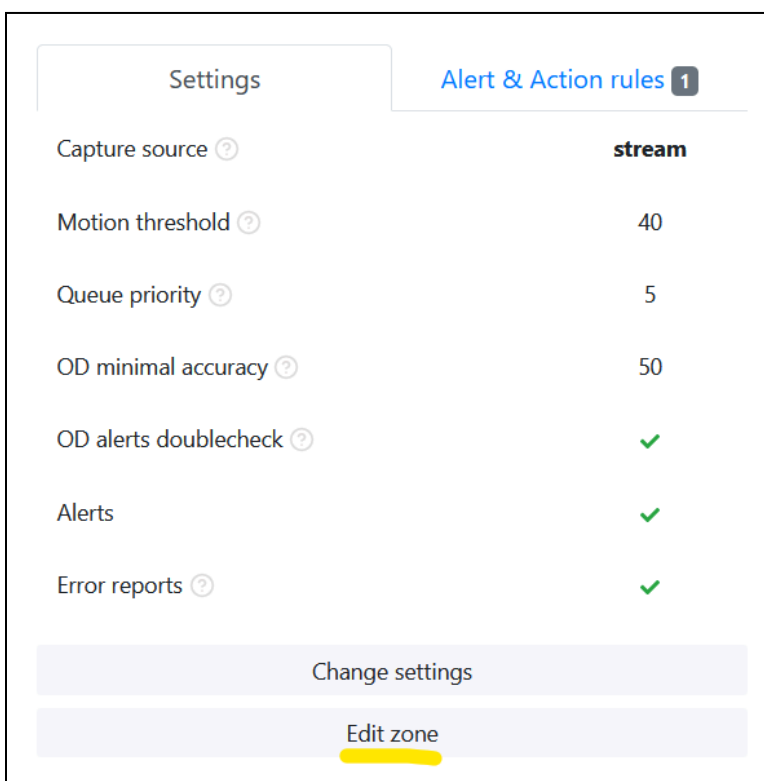 Settings Alert & Action rules 1
Capture source stream
Motion threshold 40
Queue priority 5
OD minimal accuracy 50
OD alerts doublecheck
Alerts
Error reports
Change settings
Edit zone